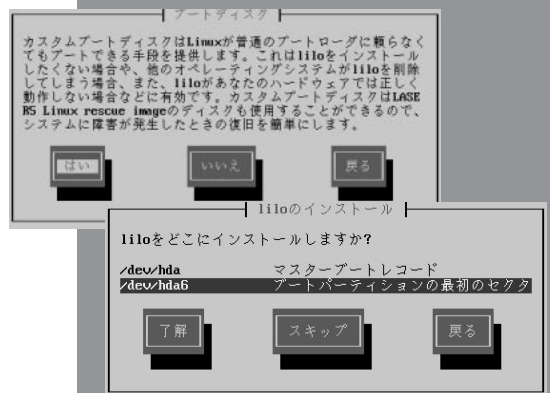 ブートディスク
カスタムブートディスクはLinuxが普通のブートローダに頼らなく
てもブートできる手段を提供します。これはliloをインストール
したくない場合や、他のオペレーティングシステムがliloを削除
してしまう場合、また、liloがあなたのハードウェアでは正しく
動作しない場合などに有効です。カスタムブートディスクはLASE
R5 Linux rescue imageのディスクも使用することができるので、
システムに障害が発生したときの復旧を簡単にします。
はい いいえ 戻る
liloのインストール
liloをどこにインストールしますか?
/dev/hda マスターブートレコード
/dev/hda6 ブートパーティションの最初のセクタ
了解 スキップ 戻る